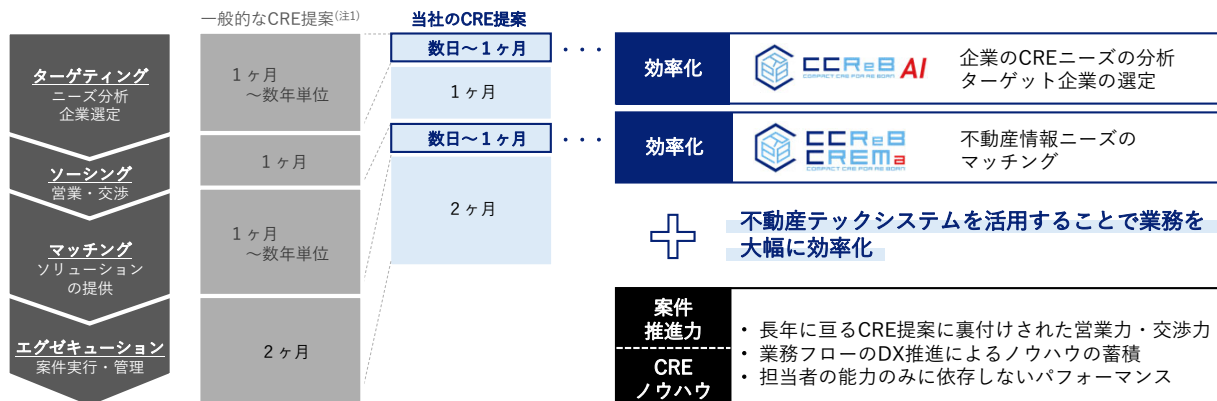 一般的なCRE提案(注1)
当社のCRE提案
ターゲティング
ニーズ分析
企業選定
ソーシング
営業・交渉
マッチング
ソリューション
の提供
エグゼキューション
案件実行・管理
1ヶ月
～数年単位
1ヶ月
1ヶ月
～数年単位
2ヶ月
数日～1ヶ月
1ヶ月
数日～1ヶ月
2ヶ月
・・・
・・・
効率化
CCReB AI
COMPACT CRE FOR RE BORN
企業のCREニーズの分析
ターゲット企業の選定
効率化
CCReB
CREMa
COMPACT CRE FOR RE BORN
不動産情報ニーズの
マッチング
不動産テックシステムを活用することで業務を
大幅に効率化
案件
推進力
CRE
ノウハウ
• 長年に亘るCRE提案に裏付けされた営業力・交渉力
• 業務フローのDX推進によるノウハウの蓄積
• 担当者の能力のみに依存しないパフォーマンス